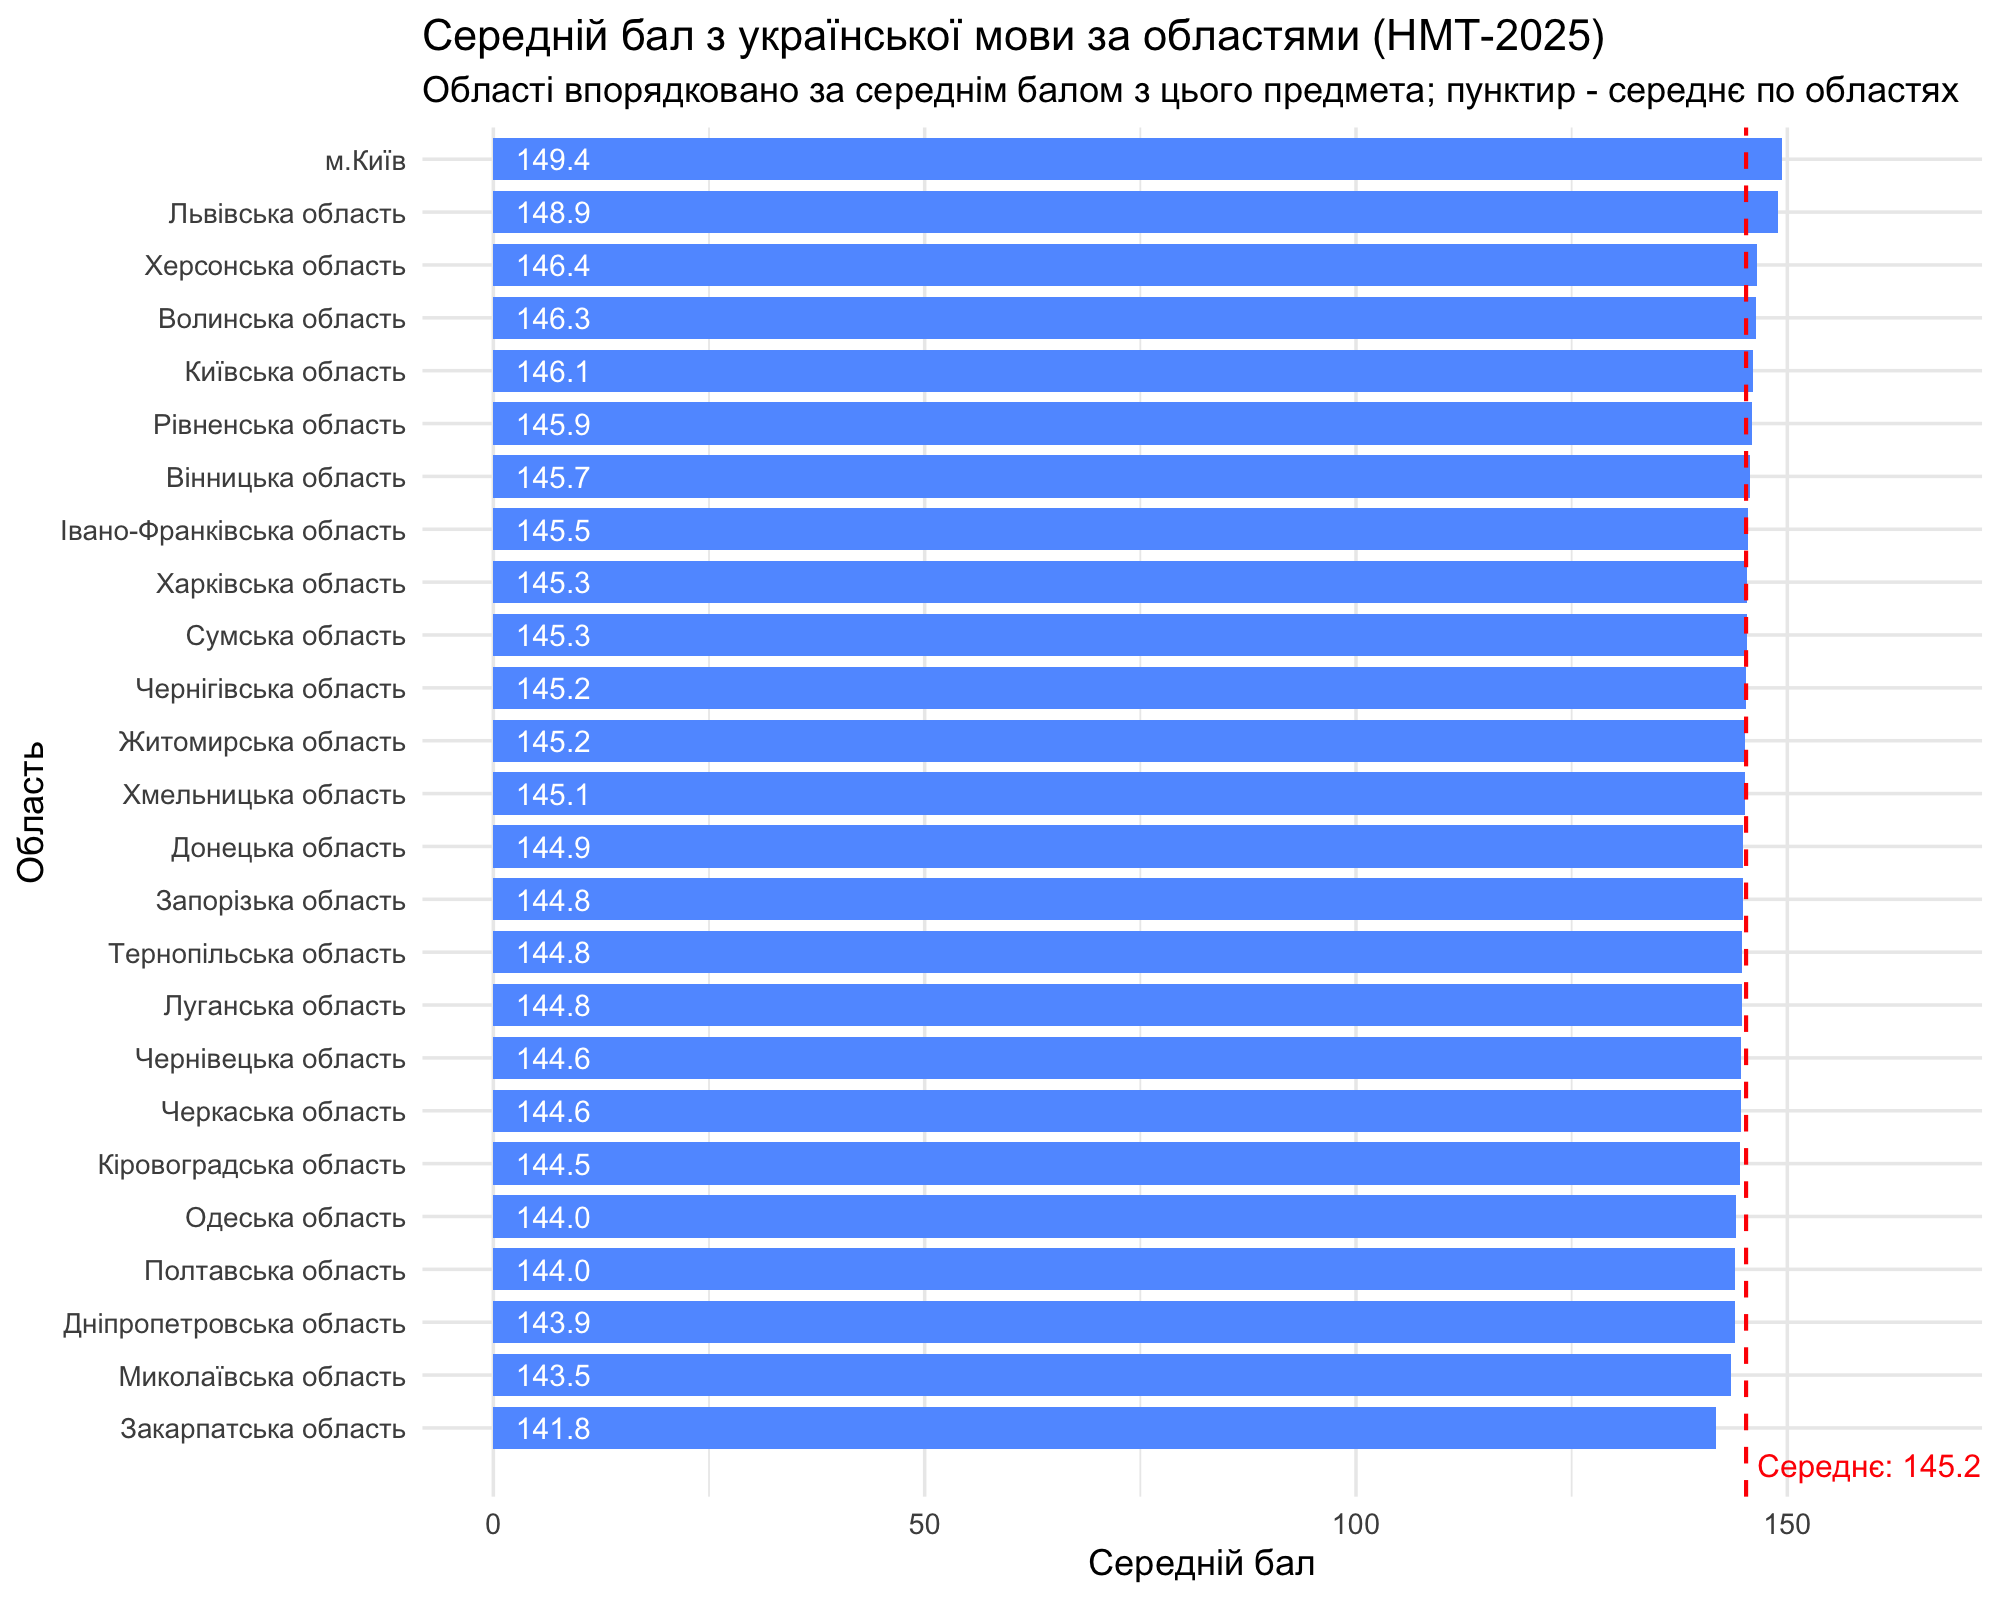 Середній бал з української мови за областями (НМТ-2025)
Області впорядковано за середнім балом з цього предмета; пунктир - середнє по областях
Область
м.Київ 149.4
Львівська область 148.9
Херсонська область 146.4
Волинська область 146.3
Київська область 146.1
Рівненська область 145.9
Вінницька область 145.7
Івано-Франківська область 145.5
Харківська область 145.3
Сумська область 145.3
Чернігівська область 145.2
Житомирська область 145.2
Хмельницька область 145.1
Донецька область 144.9
Запорізька область 144.8
Тернопільська область 144.8
Луганська область 144.8
Чернівецька область 144.6
Черкаська область 144.6
Кіровоградська область 144.5
Одеська область 144.0
Полтавська область 144.0
Дніпропетровська область 143.9
Миколаївська область 143.5
Закарпатська область 141.8
Середнє: 145.2
0 50 100 150
Середній бал